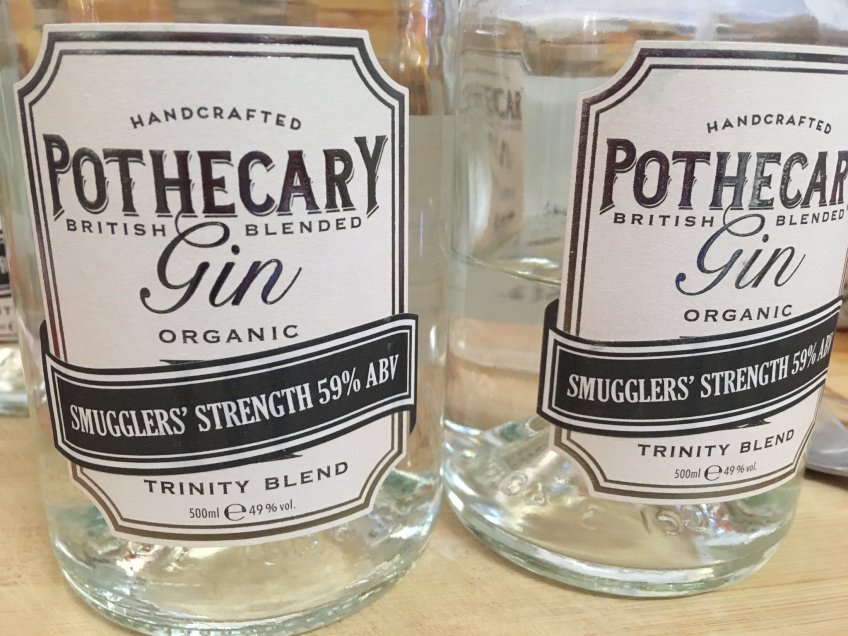 HANDCRAFTED
POTHECARY
BRITISH BLENDED
Gin
ORGANIC
SMUGGLERS' STRENGTH 59% ABV
TRINITY BLEND
500ml ℮ 49% vol.
HANDCRAFTED
POTHECAR
BRITISH BLENDED
Gin
ORGANIC
SMUGGLERS' STRENGTH 59% ABV
TRINITY BLEND
500ml ℮ 49% vol.